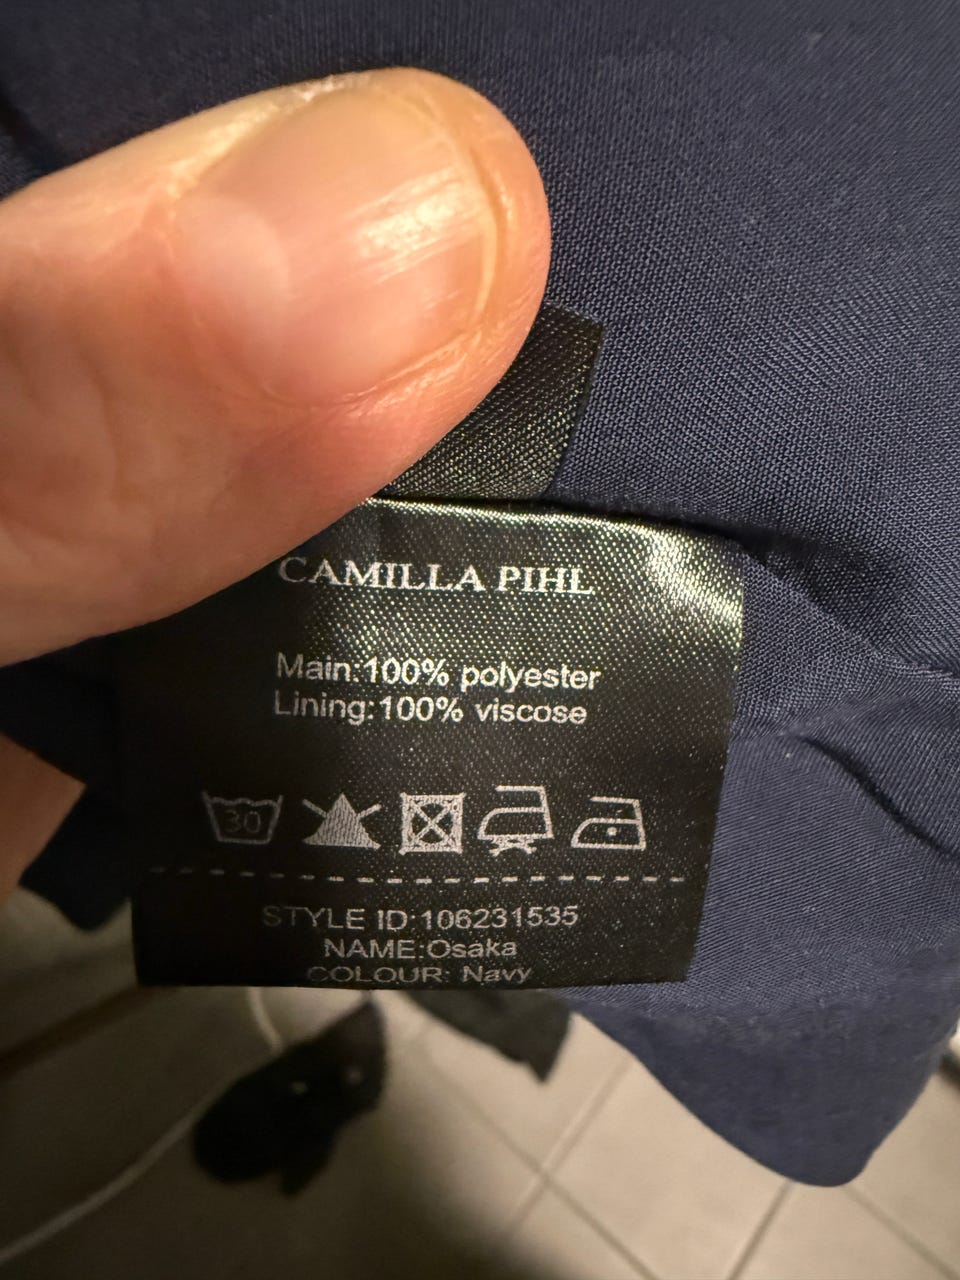 CAMILLA PIHL
Main:100% polyester
Lining:100% viscose
30
STYLE ID:106231535
NAME:Osaka
COLOUR: Navy